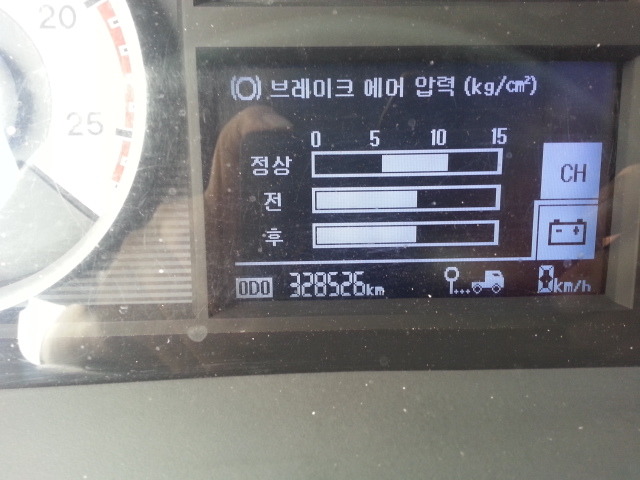 20
25
브레이크 에어 압력 (kg/cm²)
0 5 10 15
정상
전
후
CH
ODO 328526km 0km/h